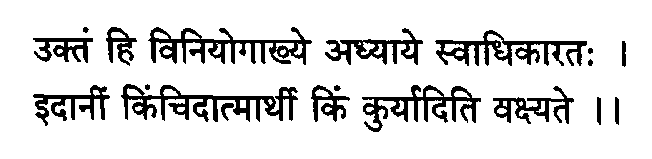 उक्तं हि विनियोगाख्ये अध्याये स्वाधिकारतः ।
इदानीं किंचिदात्मार्थी किं कुर्यादिति वक्ष्यते ।।